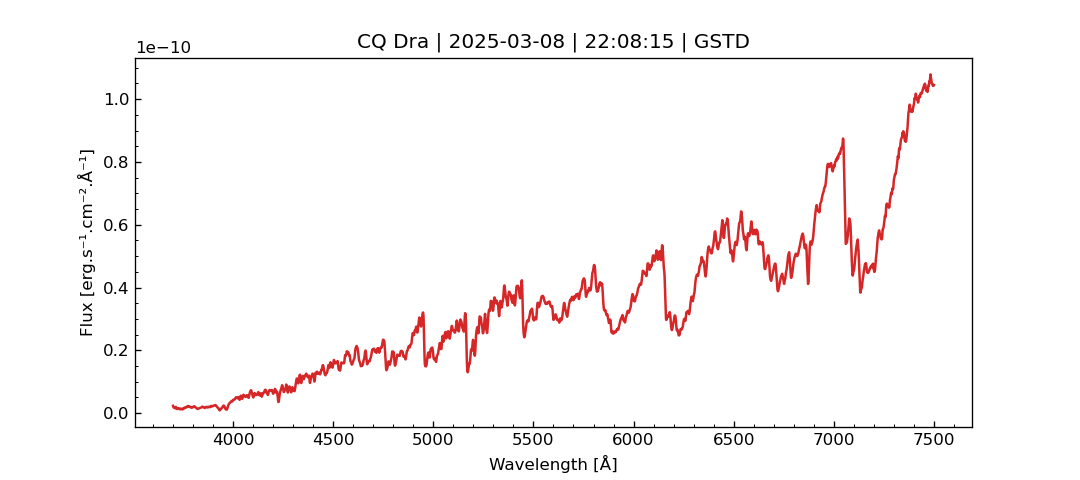 CQ Dra | 2025-03-08 | 22:08:15 | GSTD
1e−10
1.0
0.8
0.6
0.4
0.2
0.0
Flux [erg.s⁻¹.cm⁻².Å⁻¹]
4000 4500 5000 5500 6000 6500 7000 7500
Wavelength [Å]